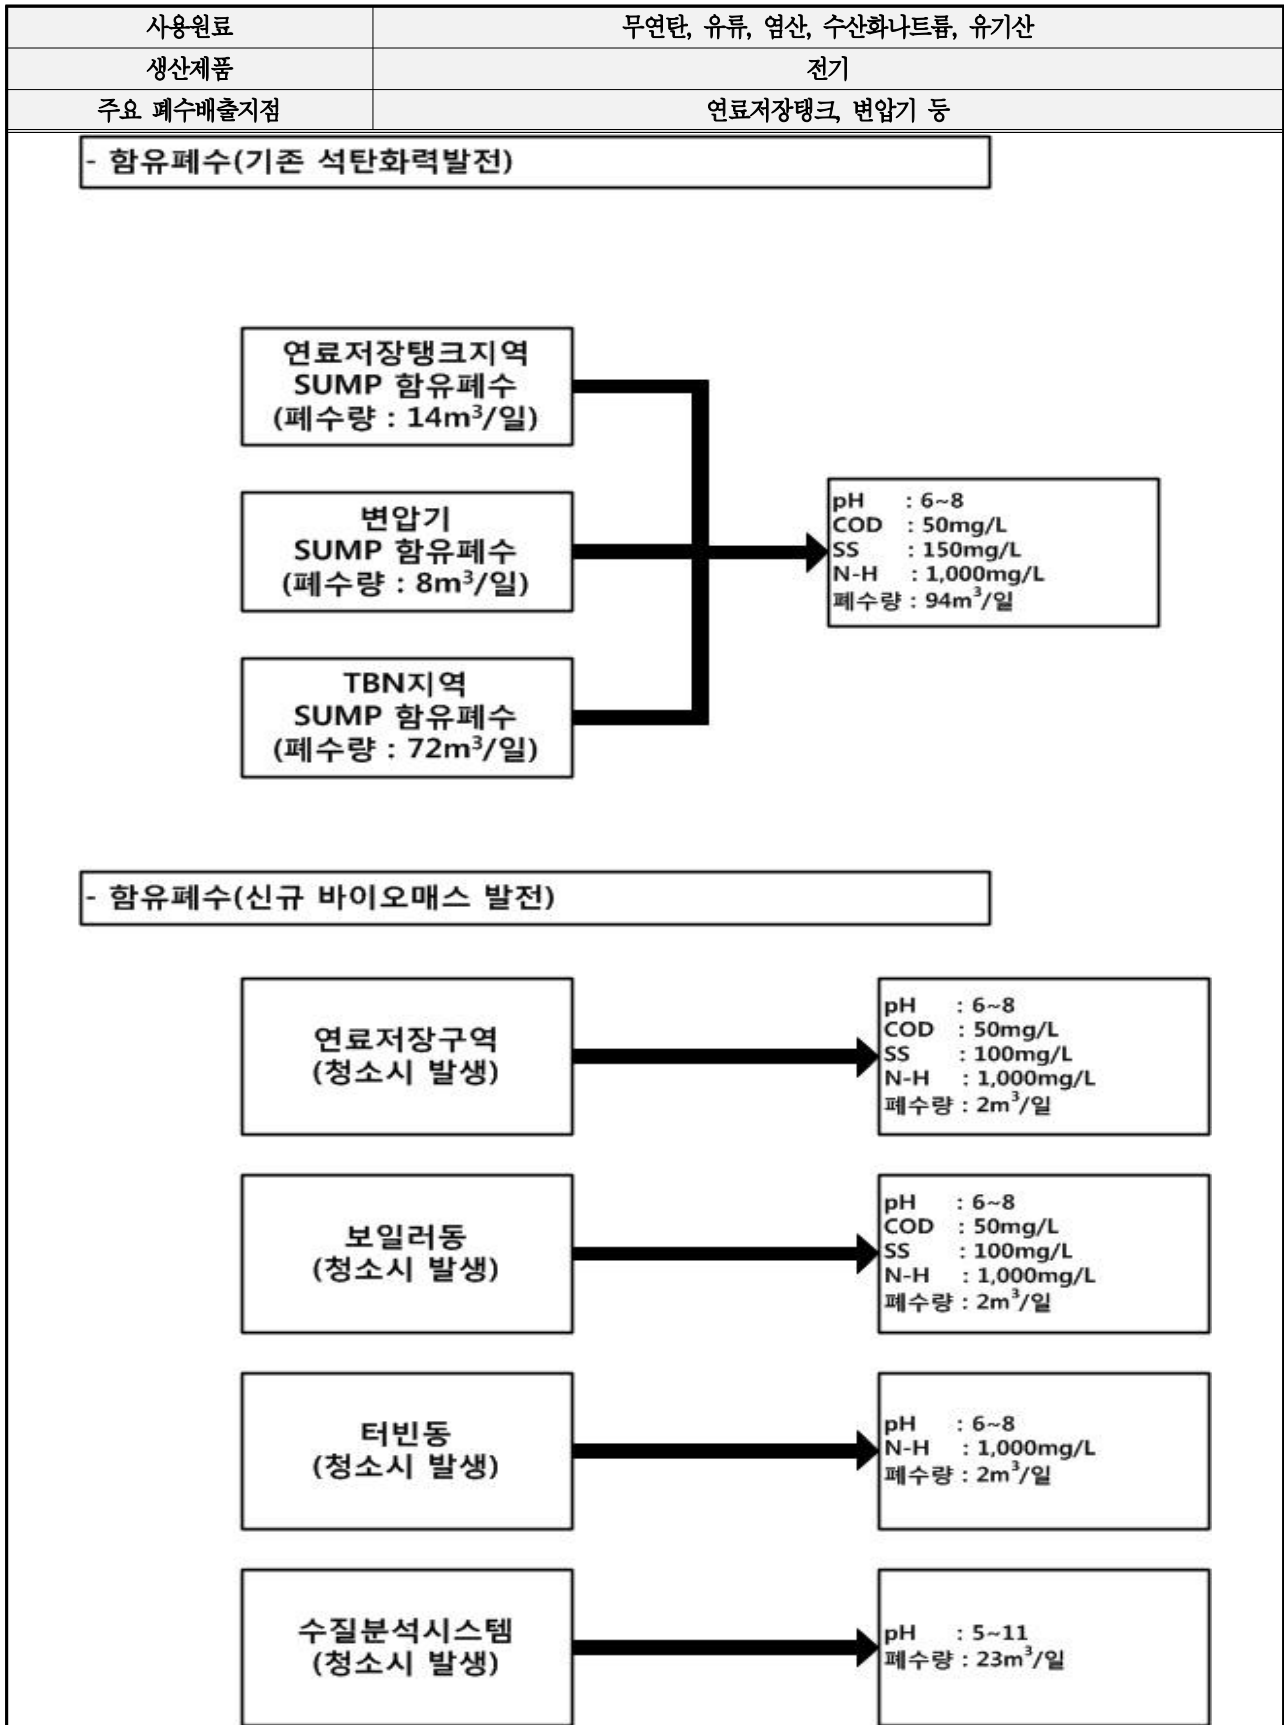 사용원료 무연탄, 유류, 염산, 수산화나트륨, 유기산
생산제품 전기
주요 폐수배출지점 연료저장탱크, 변압기 등
- 함유폐수(기존 석탄화력발전)
연료저장탱크지역
SUMP 함유폐수
(폐수량 : 14m³/일)
변압기
SUMP 함유폐수
(폐수량 : 8m³/일)
TBN지역
SUMP 함유폐수
(폐수량 : 72m³/일)
pH : 6~8
COD : 50mg/L
SS : 150mg/L
N-H : 1,000mg/L
폐수량 : 94m³/일
- 함유폐수(신규 바이오매스 발전)
연료저장구역
(청소시 발생)
pH : 6~8
COD : 50mg/L
SS : 100mg/L
N-H : 1,000mg/L
폐수량 : 2m³/일
보일러동
(청소시 발생)
pH : 6~8
COD : 50mg/L
SS : 100mg/L
N-H : 1,000mg/L
폐수량 : 2m³/일
터빈동
(청소시 발생)
pH : 6~8
N-H : 1,000mg/L
폐수량 : 2m³/일
수질분석시스템
(청소시 발생)
pH : 5~11
폐수량 : 23m³/일